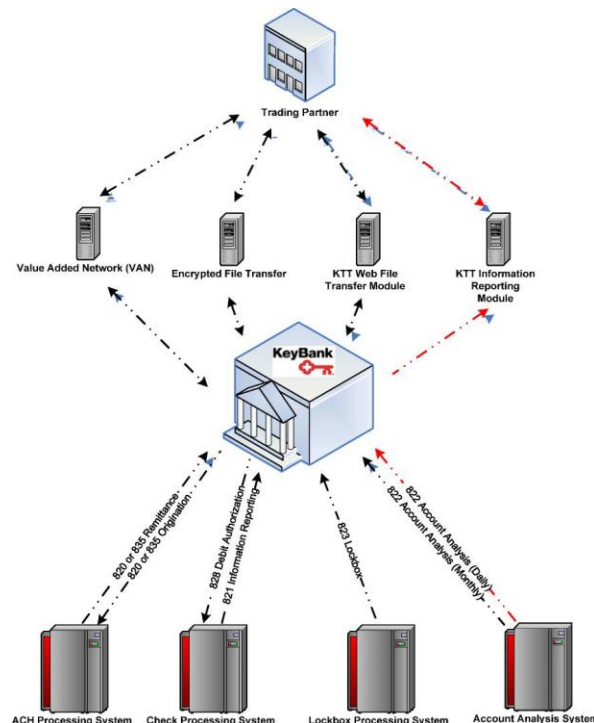 Trading Partner
Value Added Network (VAN)
Encrypted File Transfer
KTT Web File
Transfer Module
KTT Information
Reporting
Module
KeyBank
820 or 835 Remittance
820 or 835 Origination
828 Debit Authorization
821 Information Reporting
823 Lockbox
822 Account Analysis (Daily)
822 Account Analysis (Monthly)
ACH Processing System
Check Processing System
Lockbox Processing System
Account Analysis System